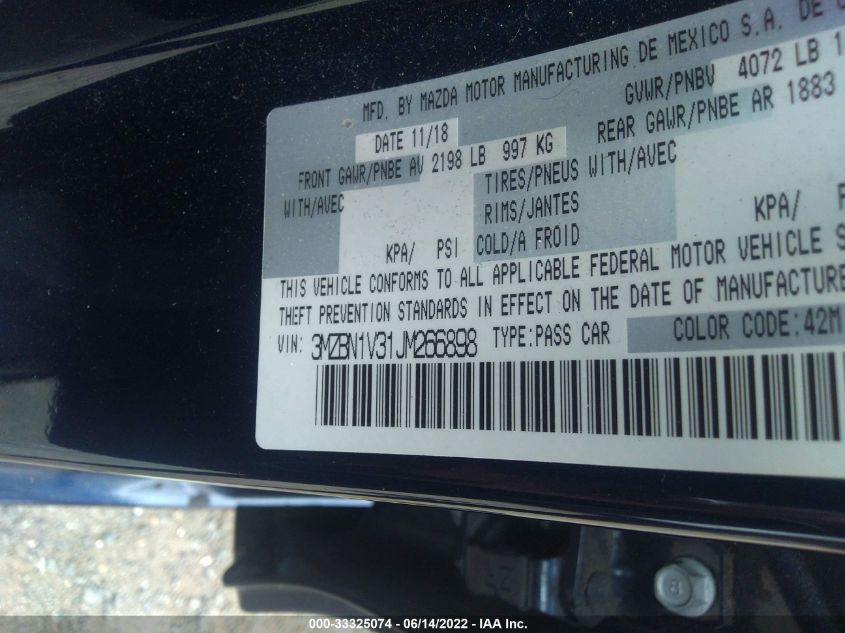 MFD. BY MAZDA MOTOR MANUFACTURING DE MEXICO S.A. DE
DATE 11/18
GVWR/PNBV 4072 LB
FRONT GAWR/PNBE AV 2198 LB 997 KG
REAR GAWR/PNBE AR 1883
WITH/AVEC
TIRES/PNEUS WITH/AVEC
RIMS/JANTES
KPA/ PSI COLD/A FROID
KPA/
THIS VEHICLE CONFORMS TO ALL APPLICABLE FEDERAL MOTOR VEHICLE
THEFT PREVENTION STANDARDS IN EFFECT ON THE DATE OF MANUFACTURE
VIN: 3MZBN1V31JM266898 TYPE:PASS CAR COLOR CODE:42M
8
000-33325074 - 06/14/2022 - IAA Inc.